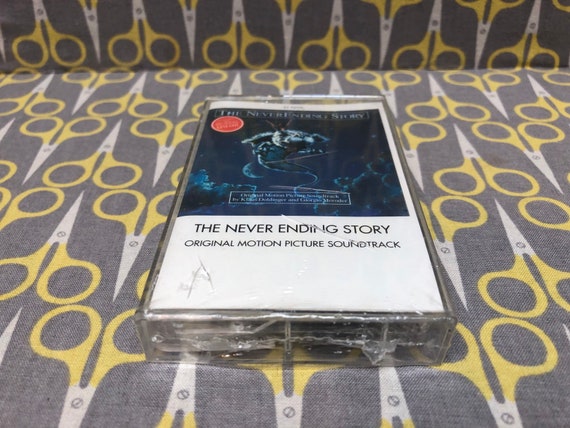 THE NEVERENDING STORY
Original Motion Picture Soundtrack
by Klaus Doldinger and Giorgio Moroder
THE NEVER ENDING STORY
ORIGINAL MOTION PICTURE SOUNDTRACK